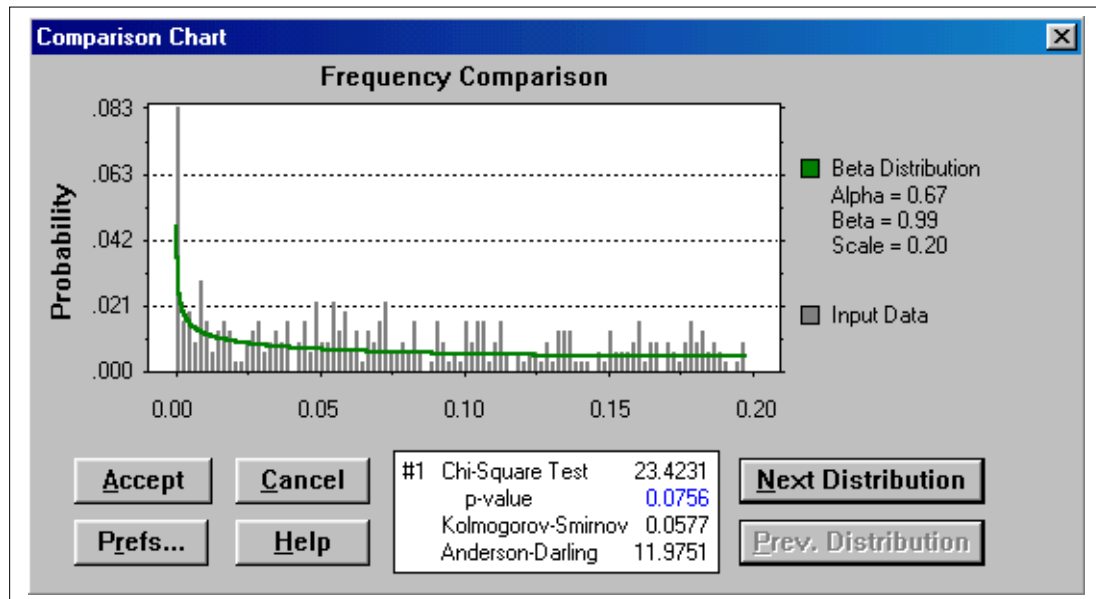 Comparison Chart
Frequency Comparison
Probability
.083
.063
.042
.021
.000
0.00 0.05 0.10 0.15 0.20
Beta Distribution
Alpha = 0.67
Beta = 0.99
Scale = 0.20
Input Data
Accept
Cancel
Prefs...
Help
#1 Chi-Square Test 23.4231
p-value 0.0756
Kolmogorov-Smirnov 0.0577
Anderson-Darling 11.9751
Next Distribution
Prev. Distribution